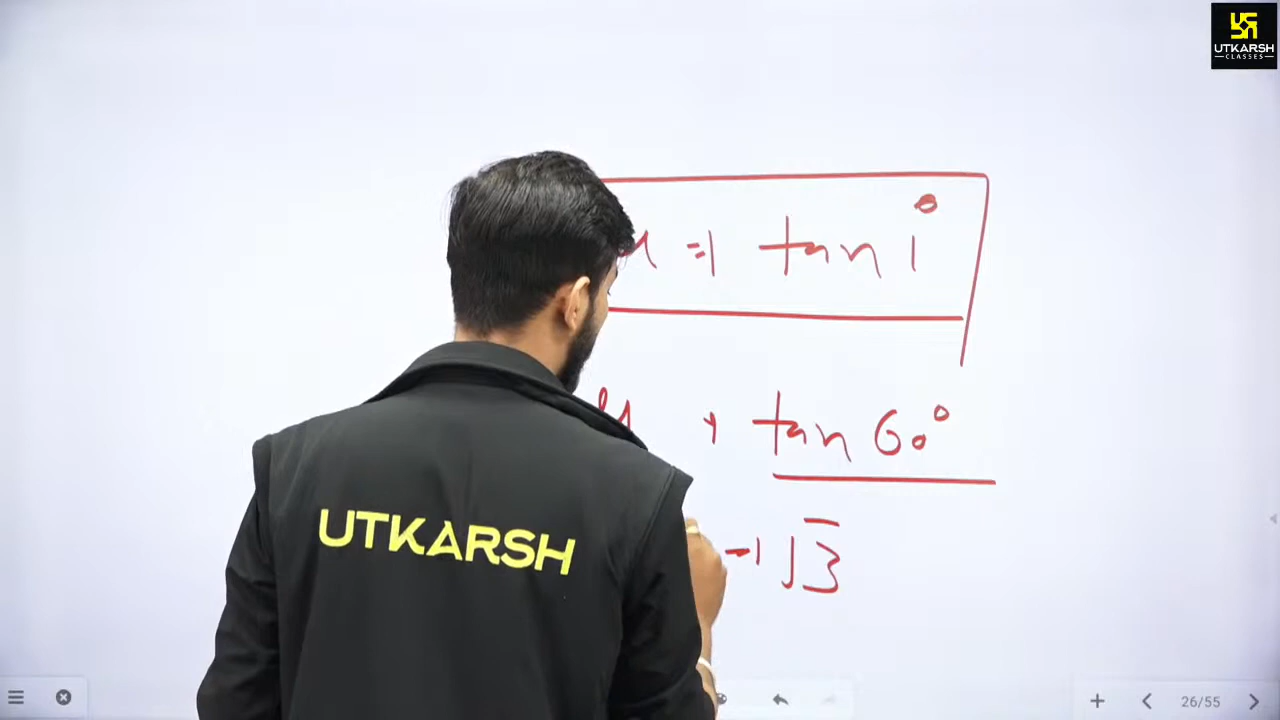 UTKARSH
CLASSES
μ = tan i°
μ = tan 60°
= √3
UTKARSH
26/55